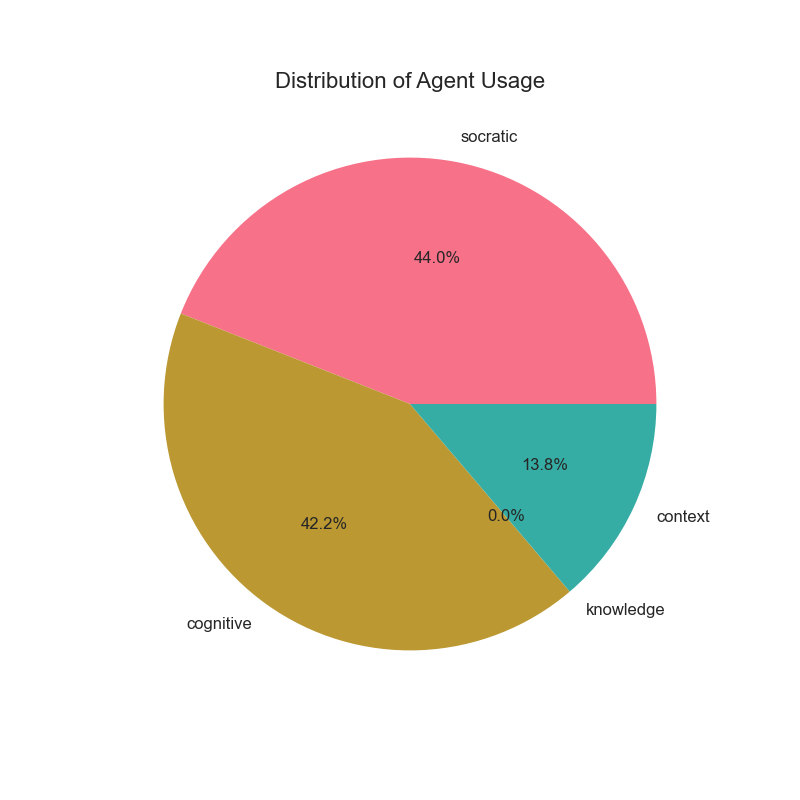 Distribution of Agent Usage
socratic
44.0%
13.8%
0.0%
context
42.2%
knowledge
cognitive